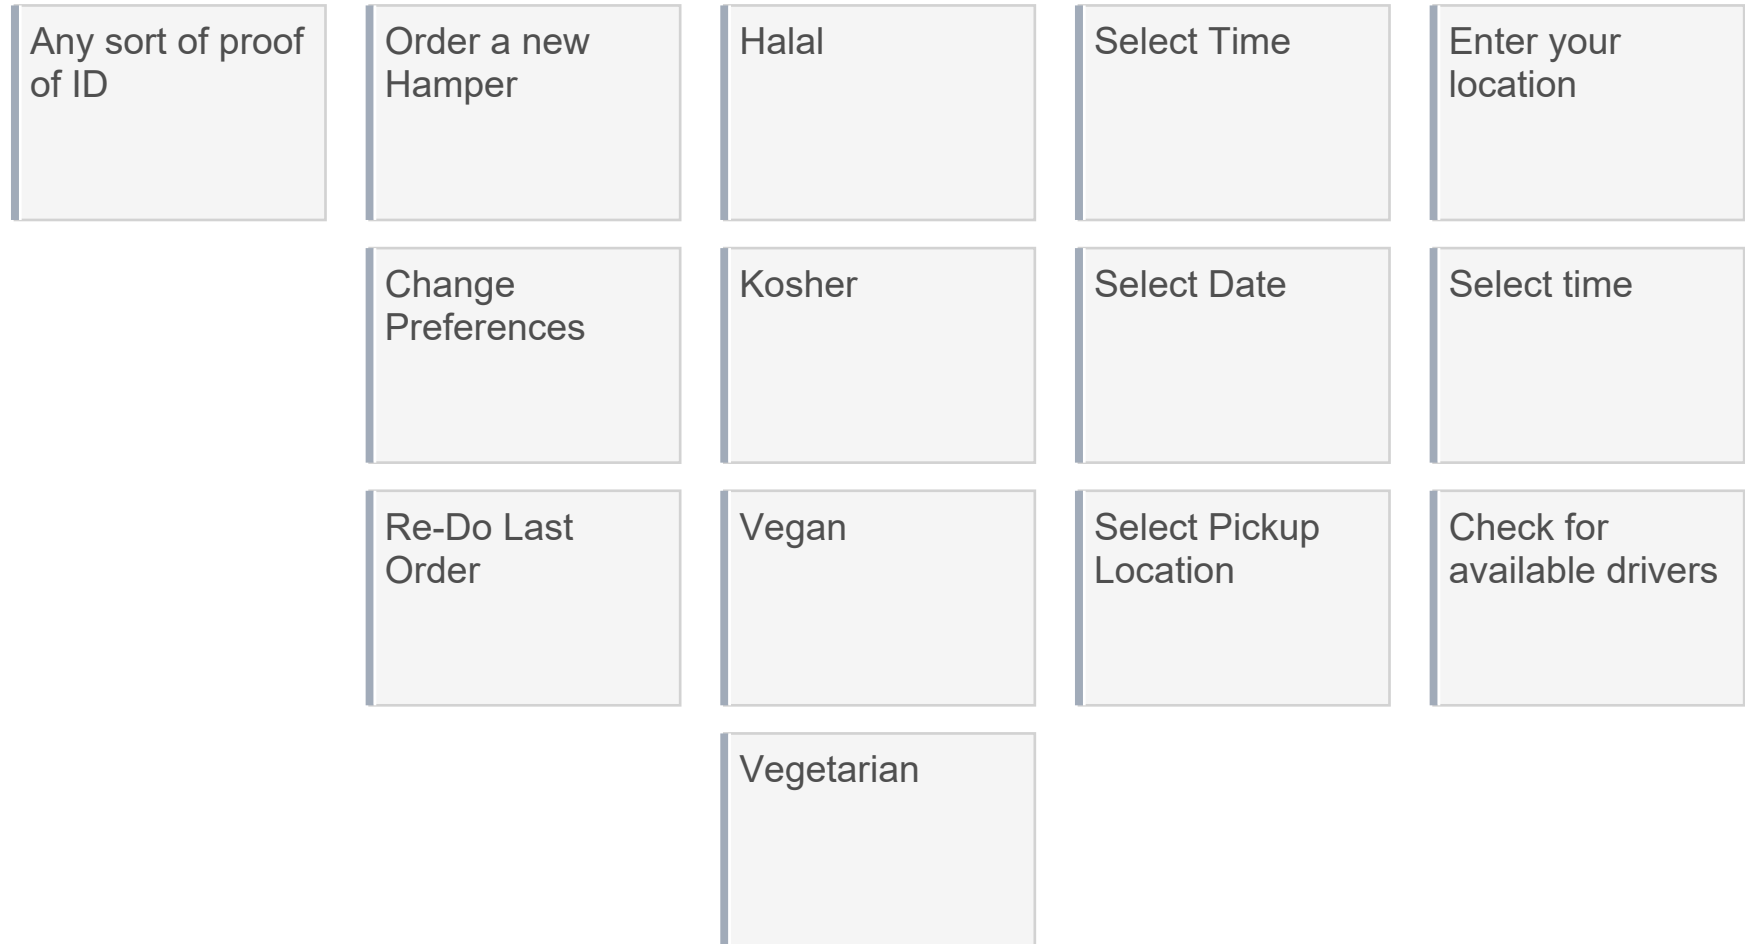 Any sort of proof
of ID
Order a new
Hamper
Halal
Select Time
Enter your
location
Change
Preferences
Kosher
Select Date
Select time
Re-Do Last
Order
Vegan
Select Pickup
Location
Check for
available drivers
Vegetarian